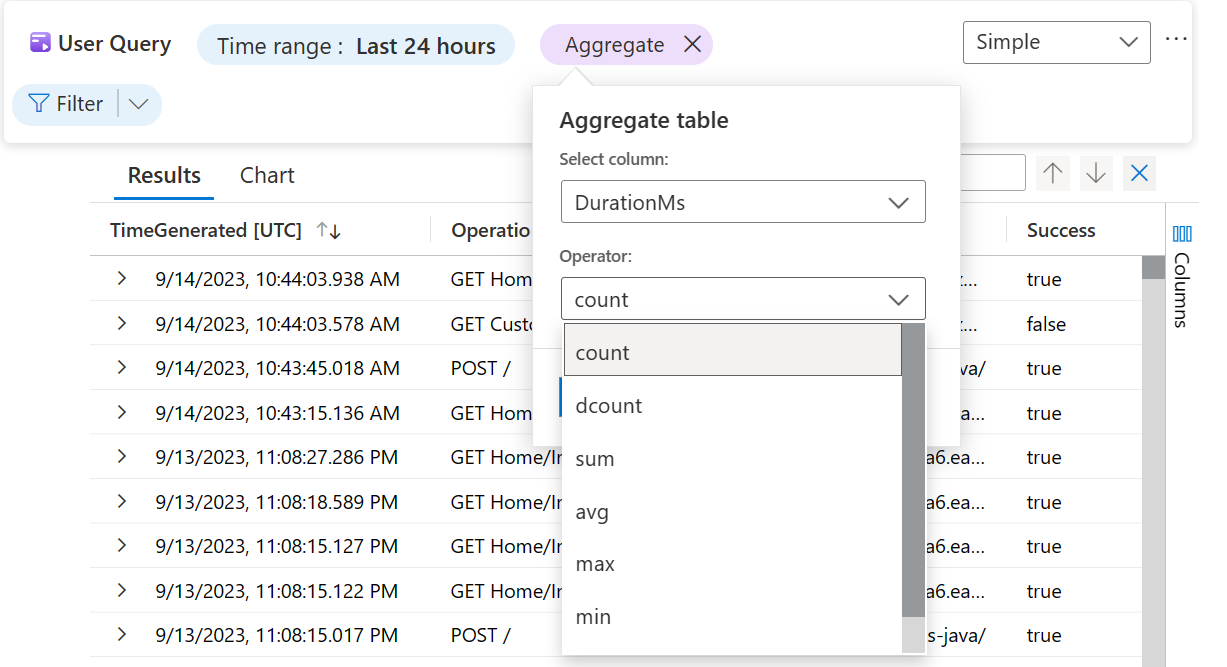 User Query Time range : Last 24 hours Aggregate Simple
Filter
Aggregate table
Select column:
DurationMs
Operator:
count
count
dcount
sum
avg
max
min
Results Chart
TimeGenerated [UTC] Operatio Success
9/14/2023, 10:44:03.938 AM GET Hom ... true
9/14/2023, 10:44:03.578 AM GET Custo ... false
9/14/2023, 10:43:45.018 AM POST / va/ true
9/14/2023, 10:43:15.136 AM GET Hom a... true
9/13/2023, 11:08:27.286 PM GET Home/In a6.ea... true
9/13/2023, 11:08:18.589 PM GET Home/In a6.ea... true
9/13/2023, 11:08:15.127 PM GET Home/In a6.ea... true
9/13/2023, 11:08:15.122 PM GET Home/In a6.ea... true
9/13/2023, 11:08:15.017 PM POST / s-java/ true
Columns